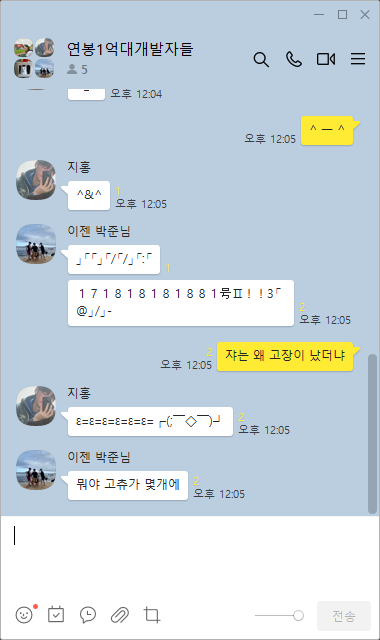 연봉1억대개발자들
5
오후 12:04
오후 12:05
^ ㅡ ^
지홍
^&^
1
오후 12:05
이젠 박준님
」「「」「/「/」「:「
1
１７１８１８１８１８８１号Ⅱ！！3「
@」/」-
2
오후 12:05
2
오후 12:05
쟈는 왜 고장이 났더냐
지홍
ε=ε=ε=ε=ε=ε=┌(;￣◇￣)┘
2
오후 12:05
이젠 박준님
뭐야 고츄가 몇개에
2
오후 12:05
전송